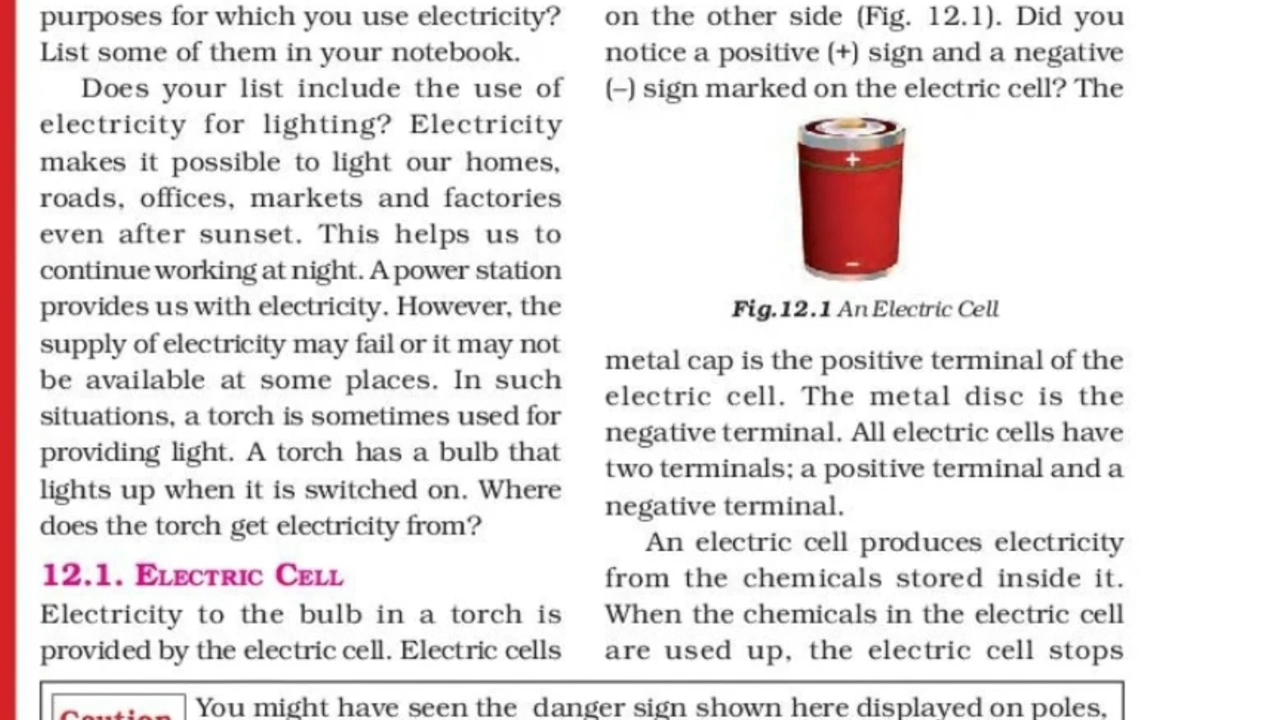 purposes for which you use electricity?
List some of them in your notebook.
Does your list include the use of
electricity for lighting? Electricity
makes it possible to light our homes,
roads, offices, markets and factories
even after sunset. This helps us to
continue working at night. A power station
provides us with electricity. However, the
supply of electricity may fail or it may not
be available at some places. In such
situations, a torch is sometimes used for
providing light. A torch has a bulb that
lights up when it is switched on. Where
does the torch get electricity from?
12.1. ELECTRIC CELL
Electricity to the bulb in a torch is
provided by the electric cell. Electric cells
on the other side (Fig. 12.1). Did you
notice a positive (+) sign and a negative
(–) sign marked on the electric cell? The
+
–
Fig.12.1 An Electric Cell
metal cap is the positive terminal of the
electric cell. The metal disc is the
negative terminal. All electric cells have
two terminals; a positive terminal and a
negative terminal.
An electric cell produces electricity
from the chemicals stored inside it.
When the chemicals in the electric cell
are used up, the electric cell stops
Caution
You might have seen the danger sign shown here displayed on poles,